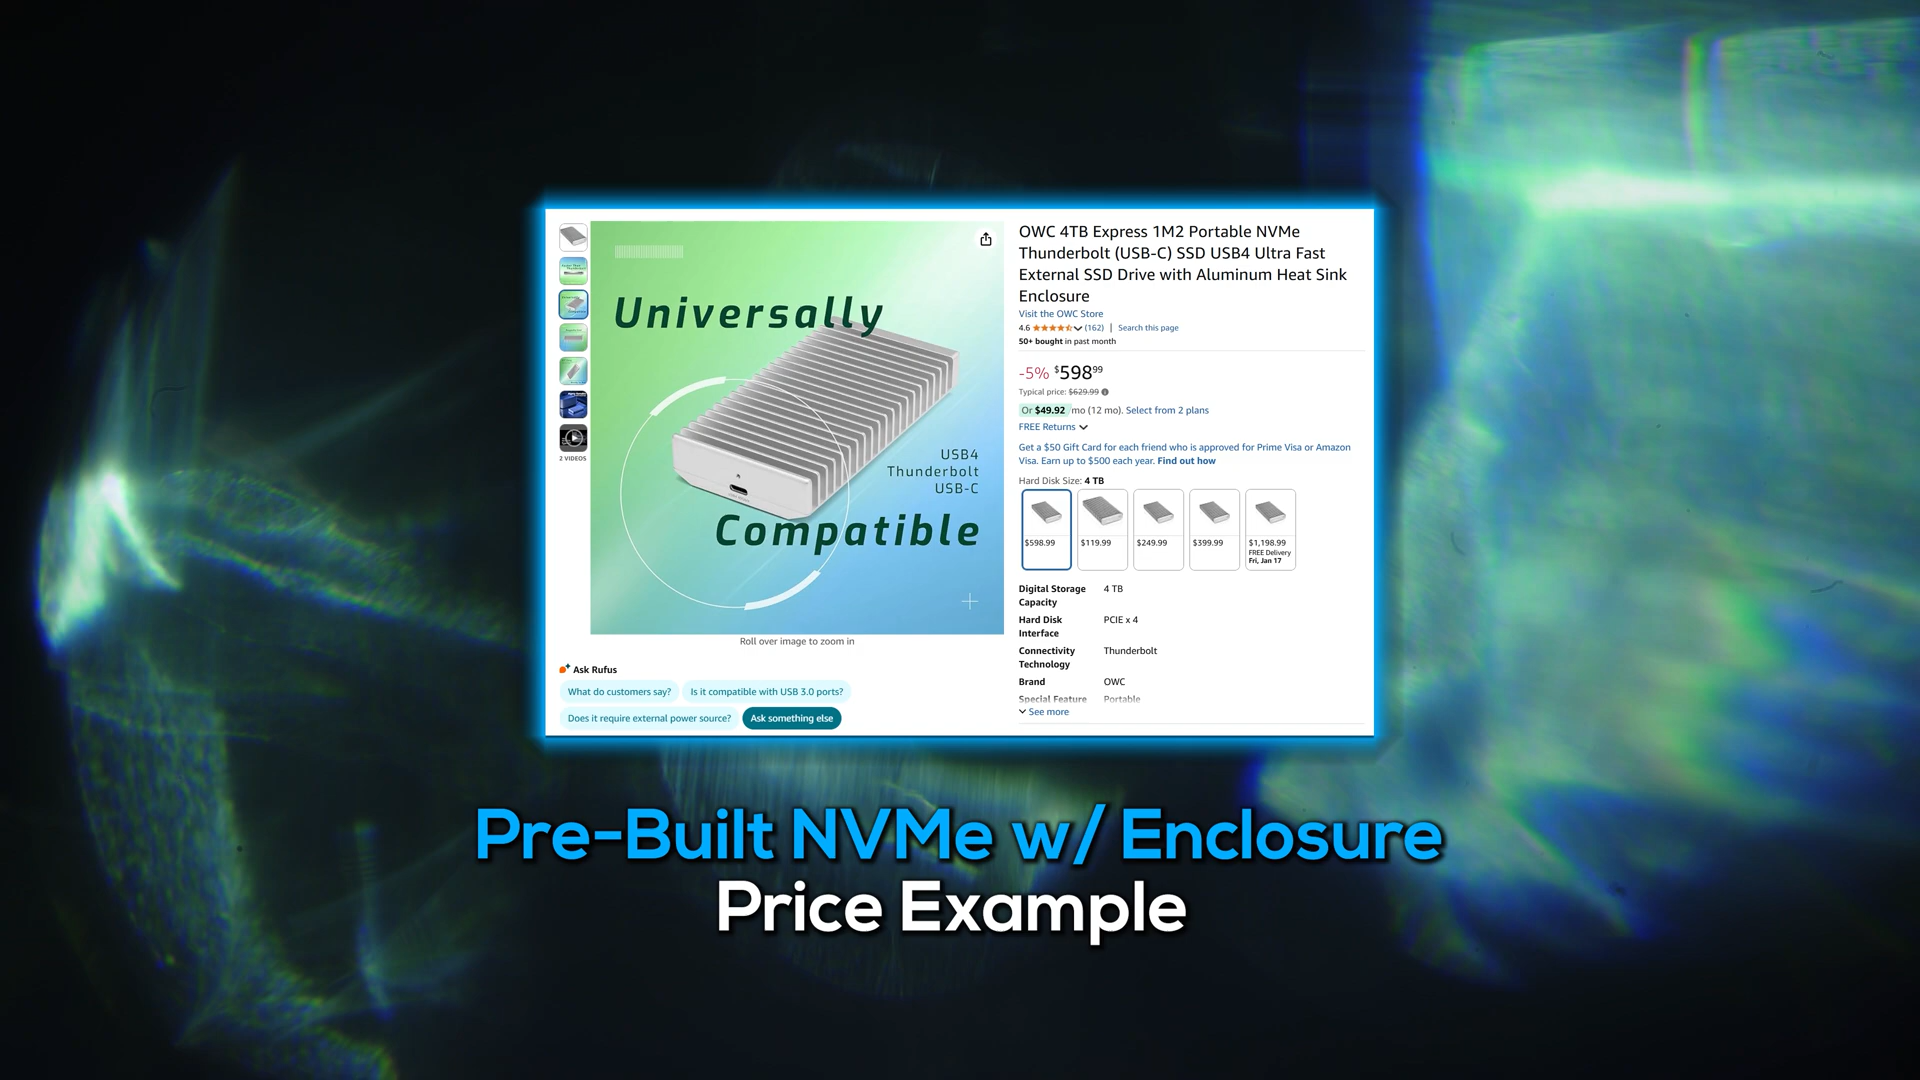 Universally
USB4
Thunderbolt
USB-C
Compatible
2 VIDEOS
Roll over image to zoom in
Ask Rufus
What do customers say?
Is it compatible with USB 3.0 ports?
Does it require external power source?
Ask something else
OWC 4TB Express 1M2 Portable NVMe
Thunderbolt (USB-C) SSD USB4 Ultra Fast
External SSD Drive with Aluminum Heat Sink
Enclosure
Visit the OWC Store
4.6 (162) | Search this page
50+ bought in past month
-5% $598.99
Typical price: $629.99
Or $49.92 /mo (12 mo). Select from 2 plans
FREE Returns
Get a $50 Gift Card for each friend who is approved for Prime Visa or Amazon
Visa. Earn up to $500 each year. Find out how
Hard Disk Size: 4 TB
$598.99
$119.99
$249.99
$399.99
$1,198.99
FREE Delivery
Fri, Jan 17
Digital Storage
Capacity
4 TB
Hard Disk
Interface
PCIE x 4
Connectivity
Technology
Thunderbolt
Brand
OWC
Special Feature
Portable
See more
Pre-Built NVMe w/ Enclosure
Price Example